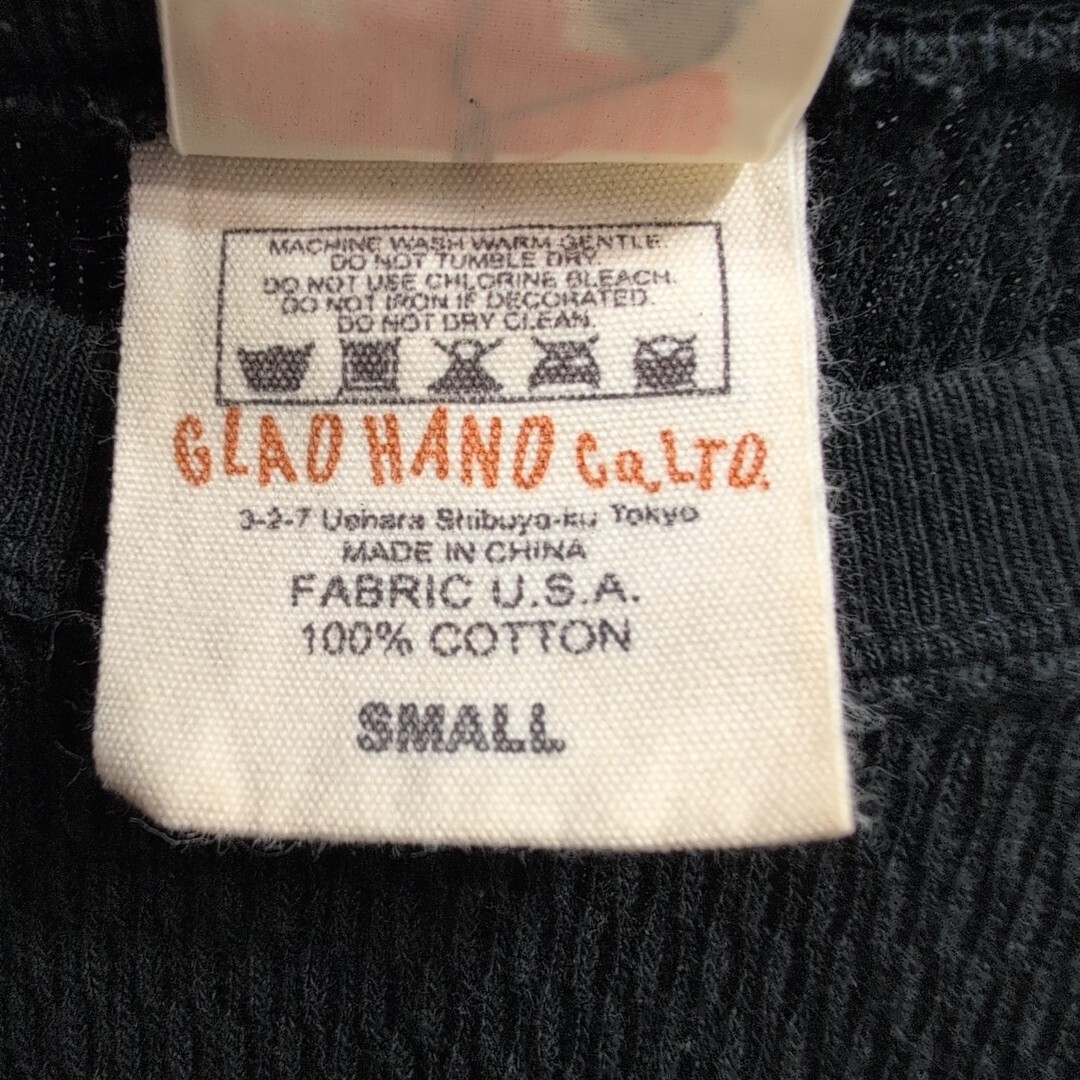 MACHINE WASH WARM GENTLE.
DO NOT TUMBLE DRY.
DO NOT USE CHLORINE BLEACH.
DO NOT IRON IF DECORATED.
DO NOT DRY CLEAN.
GLAD HAND Co.,LTD.
3-2-7 Uehara Shibuya-ku Tokyo
MADE IN CHINA
FABRIC U.S.A.
100% COTTON
SMALL